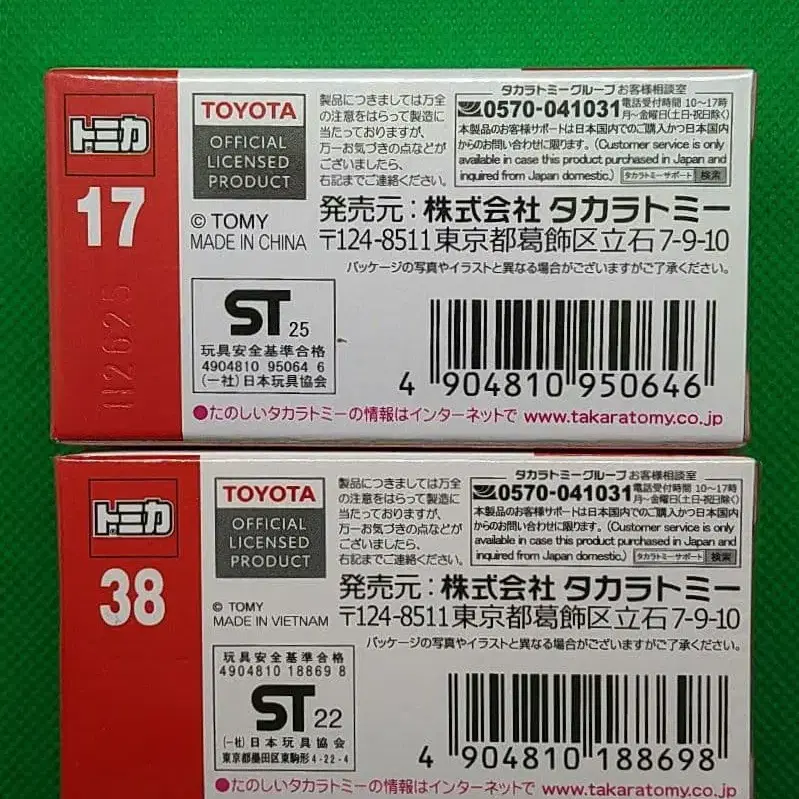 トミカ
17
TOYOTA
OFFICIAL
LICENSED
PRODUCT
© TOMY
MADE IN CHINA
製品につきましては万全
の注意をはらって製造に
当たっておりますが、
万一お気づきの点などが
ございましたら、
右記までご連絡ください。
タカラトミーグループ お客様相談室
0570-041031 電話受付時間 10〜17時
月〜金曜日(土・日・祝日除く)
本製品のお客様サポートは日本国内でのご購入かつ日本国内
からのお問い合わせに限ります。(Customer service is only
available in case this product purchased in Japan and
inquired from Japan domestic.) タカラトミーサポート 検索
発売元:株式会社 タカラトミー
〒124-8511 東京都葛飾区立石 7-9-10
パッケージの写真やイラストと異なる場合がございますがご了承ください。
ST 25
玩具安全基準合格
4904810 95064 6
(一社)日本玩具協会
4 904810 950646
●たのしいタカラトミーの情報はインターネットで www.takaratomy.co.jp
トミカ
38
TOYOTA
OFFICIAL
LICENSED
PRODUCT
© TOMY
MADE IN VIETNAM
製品につきましては万全
の注意をはらって製造に
当たっておりますが、
万一お気づきの点などが
ございましたら、
右記までご連絡ください。
タカラトミーグループ お客様相談室
0570-041031 電話受付時間 10〜17時
月〜金曜日(土・日・祝日除く)
本製品のお客様サポートは日本国内でのご購入かつ日本国内
からのお問い合わせに限ります。(Customer service is only
available in case this product purchased in Japan and
inquired from Japan domestic.) タカラトミーサポート 検索
発売元:株式会社 タカラトミー
〒124-8511 東京都葛飾区立石 7-9-10
パッケージの写真やイラストと異なる場合がございますがご了承ください。
玩具安全基準合格
4904810 18869 8
ST 22
(一社)日本玩具協会
東京都墨田区東駒形4-22-4
4 904810 188698
●たのしいタカラトミーの情報はインターネットで www.takaratomy.co.jp